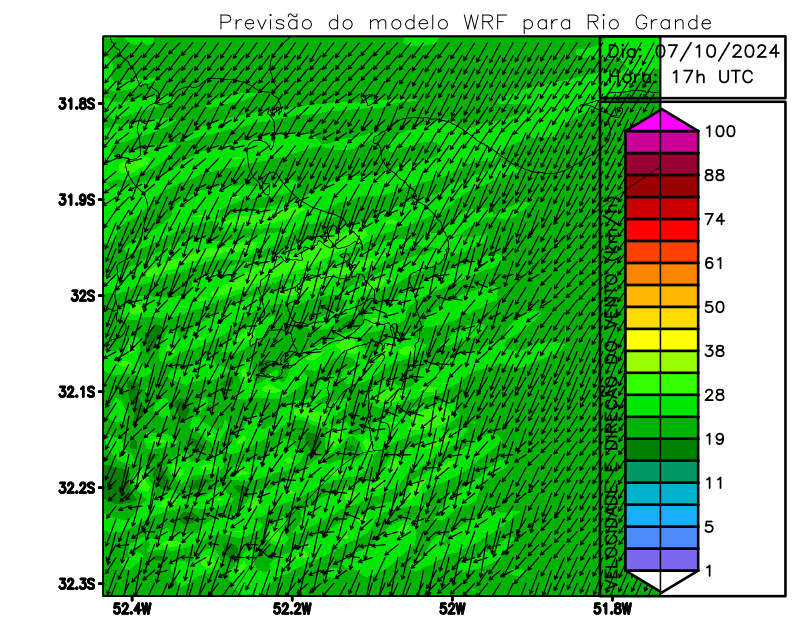 Previsão do modelo WRF para Rio Grande
Dia: 07/10/2024
Hora: 17h UTC
31.8S
31.9S
32S
32.1S
32.2S
32.3S
52.4W
52.2W
52W
51.8W
VELOCIDADE E DIREÇÃO DO VENTO (km/h)
100
88
74
61
50
38
28
19
11
5
1